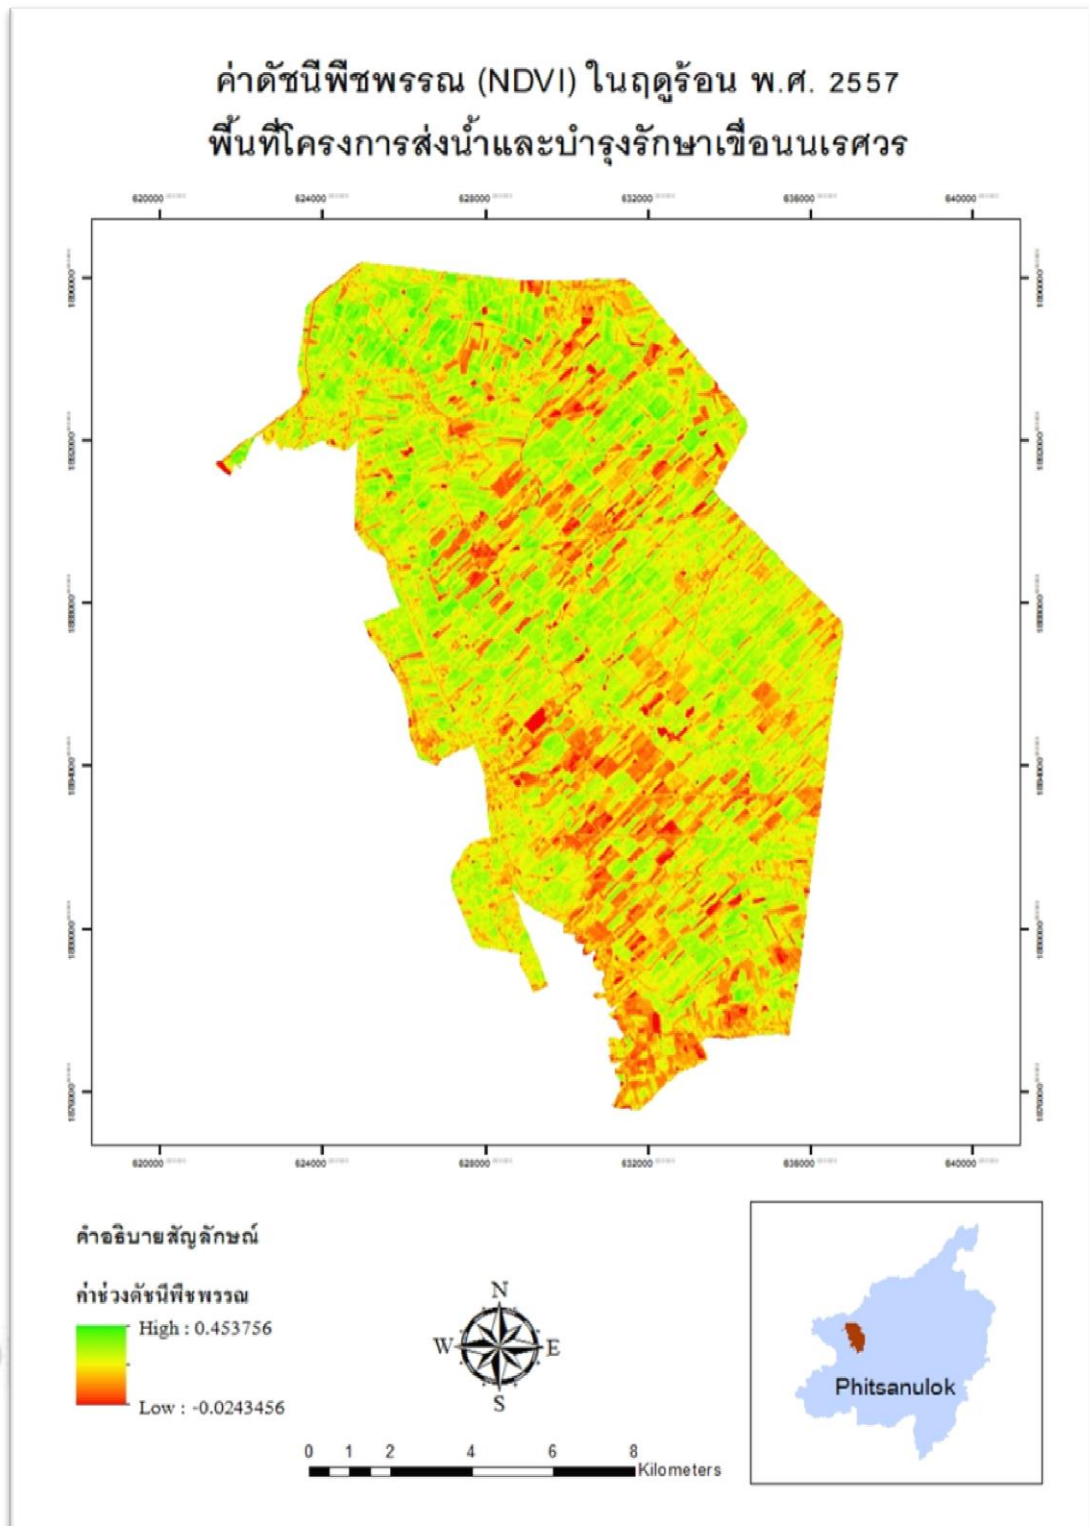 ค่าดัชนีพืชพรรณ (NDVI) ในฤดูร้อน พ.ศ. 2557
พื้นที่โครงการส่งน้ำและบำรุงรักษาเขื่อนนเรศวร
620000 624000 628000 632000 636000 640000
620000 624000 628000 632000 636000 640000
คำอธิบายสัญลักษณ์
ค่าช่วงดัชนีพืชพรรณ
High : 0.453756
Low : -0.0243456
N
W E
S
0 1 2 4 6 8
Kilometers
Phitsanulok